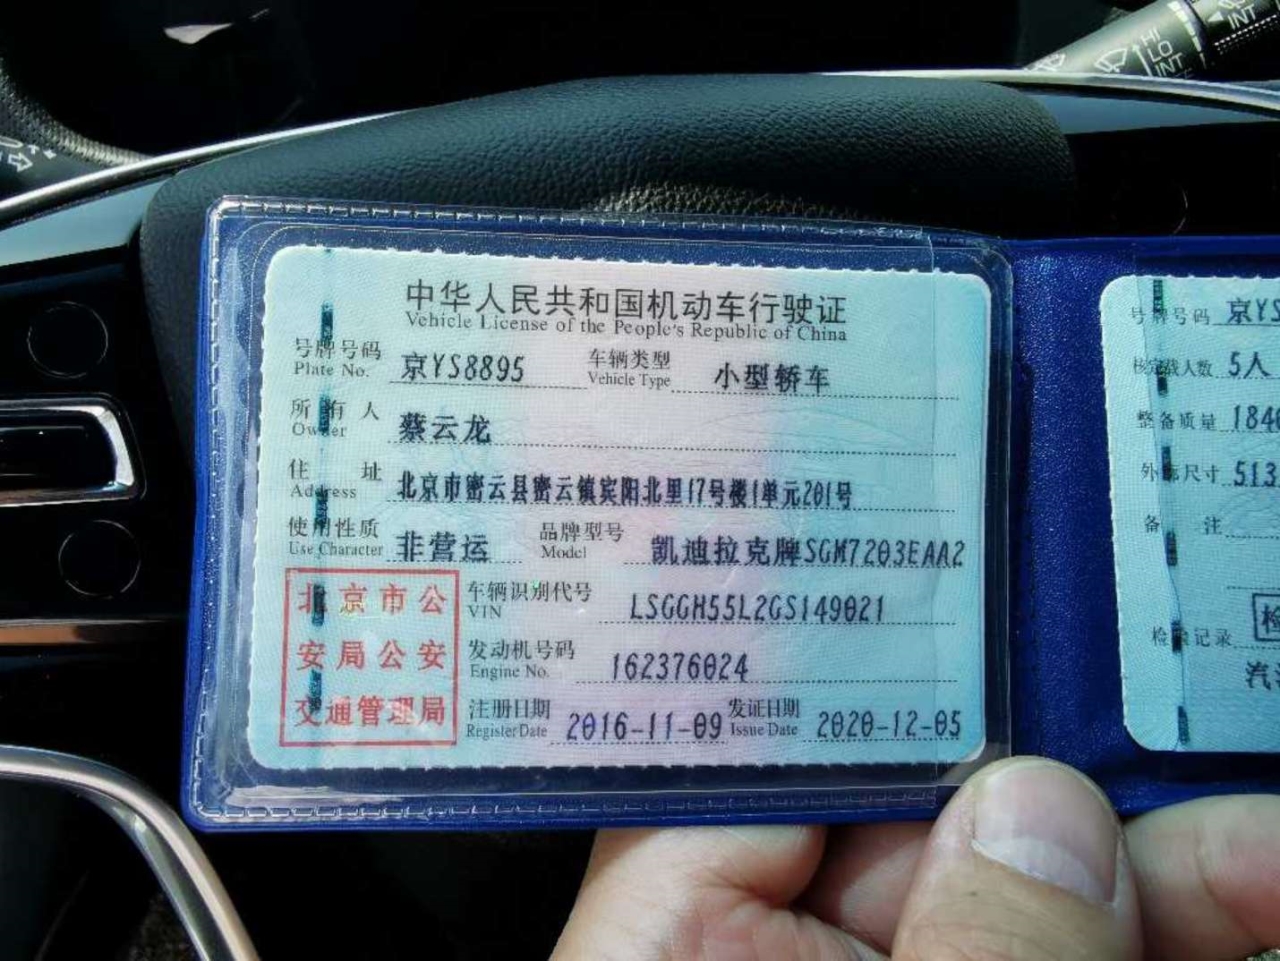 HI
LO
INT
INT
中华人民共和国机动车行驶证
Vehicle License of the People's Republic of China
号牌号码 京YS8895 车辆类型 小型轿车
Plate No. Vehicle Type
所有人 蔡云龙
Owner
住址 北京市密云县密云镇宾阳北里17号楼1单元201号
Address
使用性质 非营运 品牌型号 凯迪拉克牌SGM7203EAA2
Use Character Model
北京市公
安局公安
交通管理局
车辆识别代号 LSGGH55L2GS149021
VIN
发动机号码 162376024
Engine No.
注册日期 2016-11-09 发证日期 2020-12-05
Register Date Issue Date
号牌号码 京YS
核定载人数 5人
整备质量 184
外廓尺寸 513
备注
检验记录 检
汽